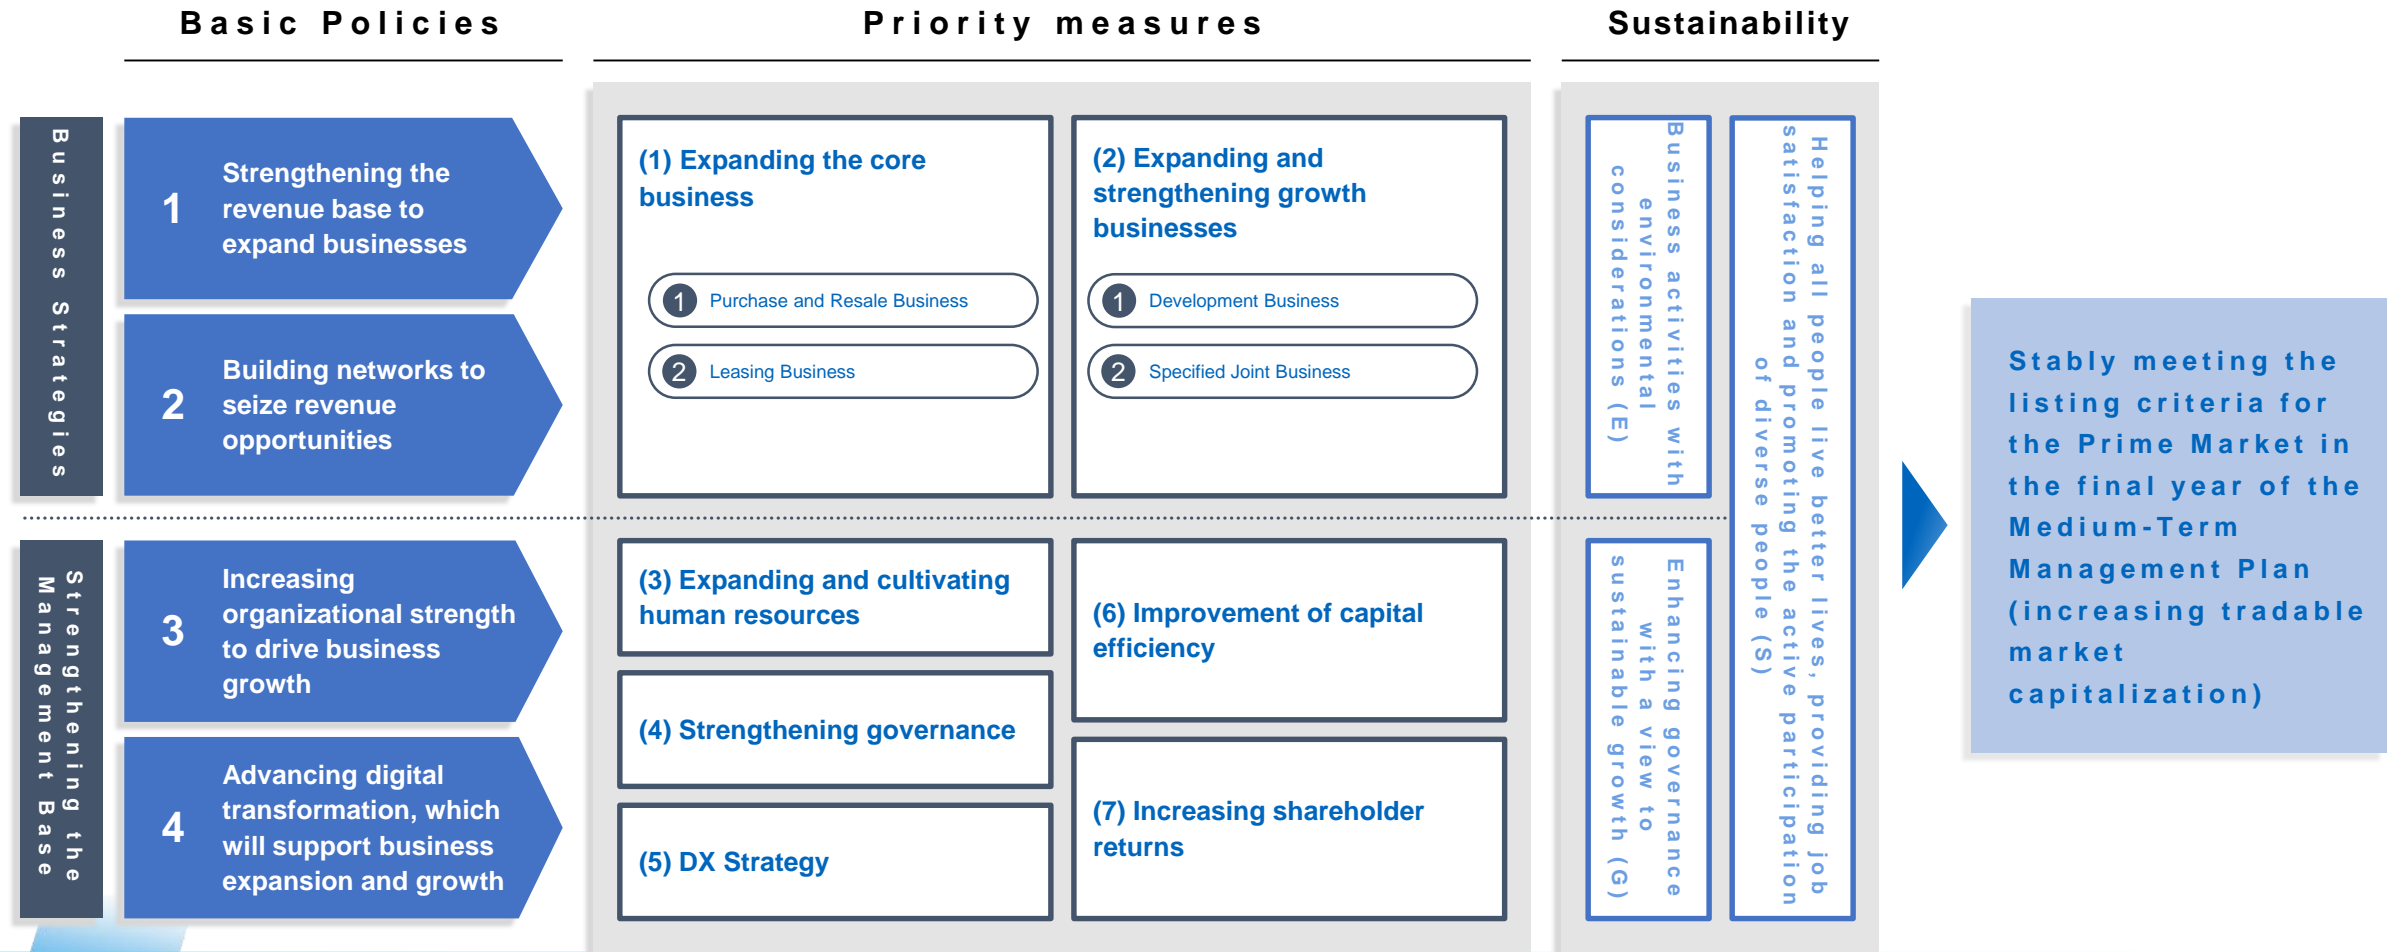 Basic Policies
Priority measures
Sustainability
Business Strategies
1
Strengthening the
revenue base to
expand businesses
2
Building networks to
seize revenue
opportunities
(1) Expanding the core
business
1 Purchase and Resale Business
2 Leasing Business
(2) Expanding and
strengthening growth
businesses
1 Development Business
2 Specified Joint Business
Business activities with
environmental
considerations (E)
Helping all people live better lives, providing job
satisfaction and promoting the active participation
of diverse people (S)
Strengthening the
Management Base
3
Increasing
organizational strength
to drive business
growth
4
Advancing digital
transformation, which
will support business
expansion and growth
(3) Expanding and cultivating
human resources
(4) Strengthening governance
(5) DX Strategy
(6) Improvement of capital
efficiency
(7) Increasing shareholder
returns
Enhancing governance
with a view to
sustainable growth (G)
Stably meeting the
listing criteria for
the Prime Market in
the final year of the
Medium-Term
Management Plan
(increasing tradable
market
capitalization)